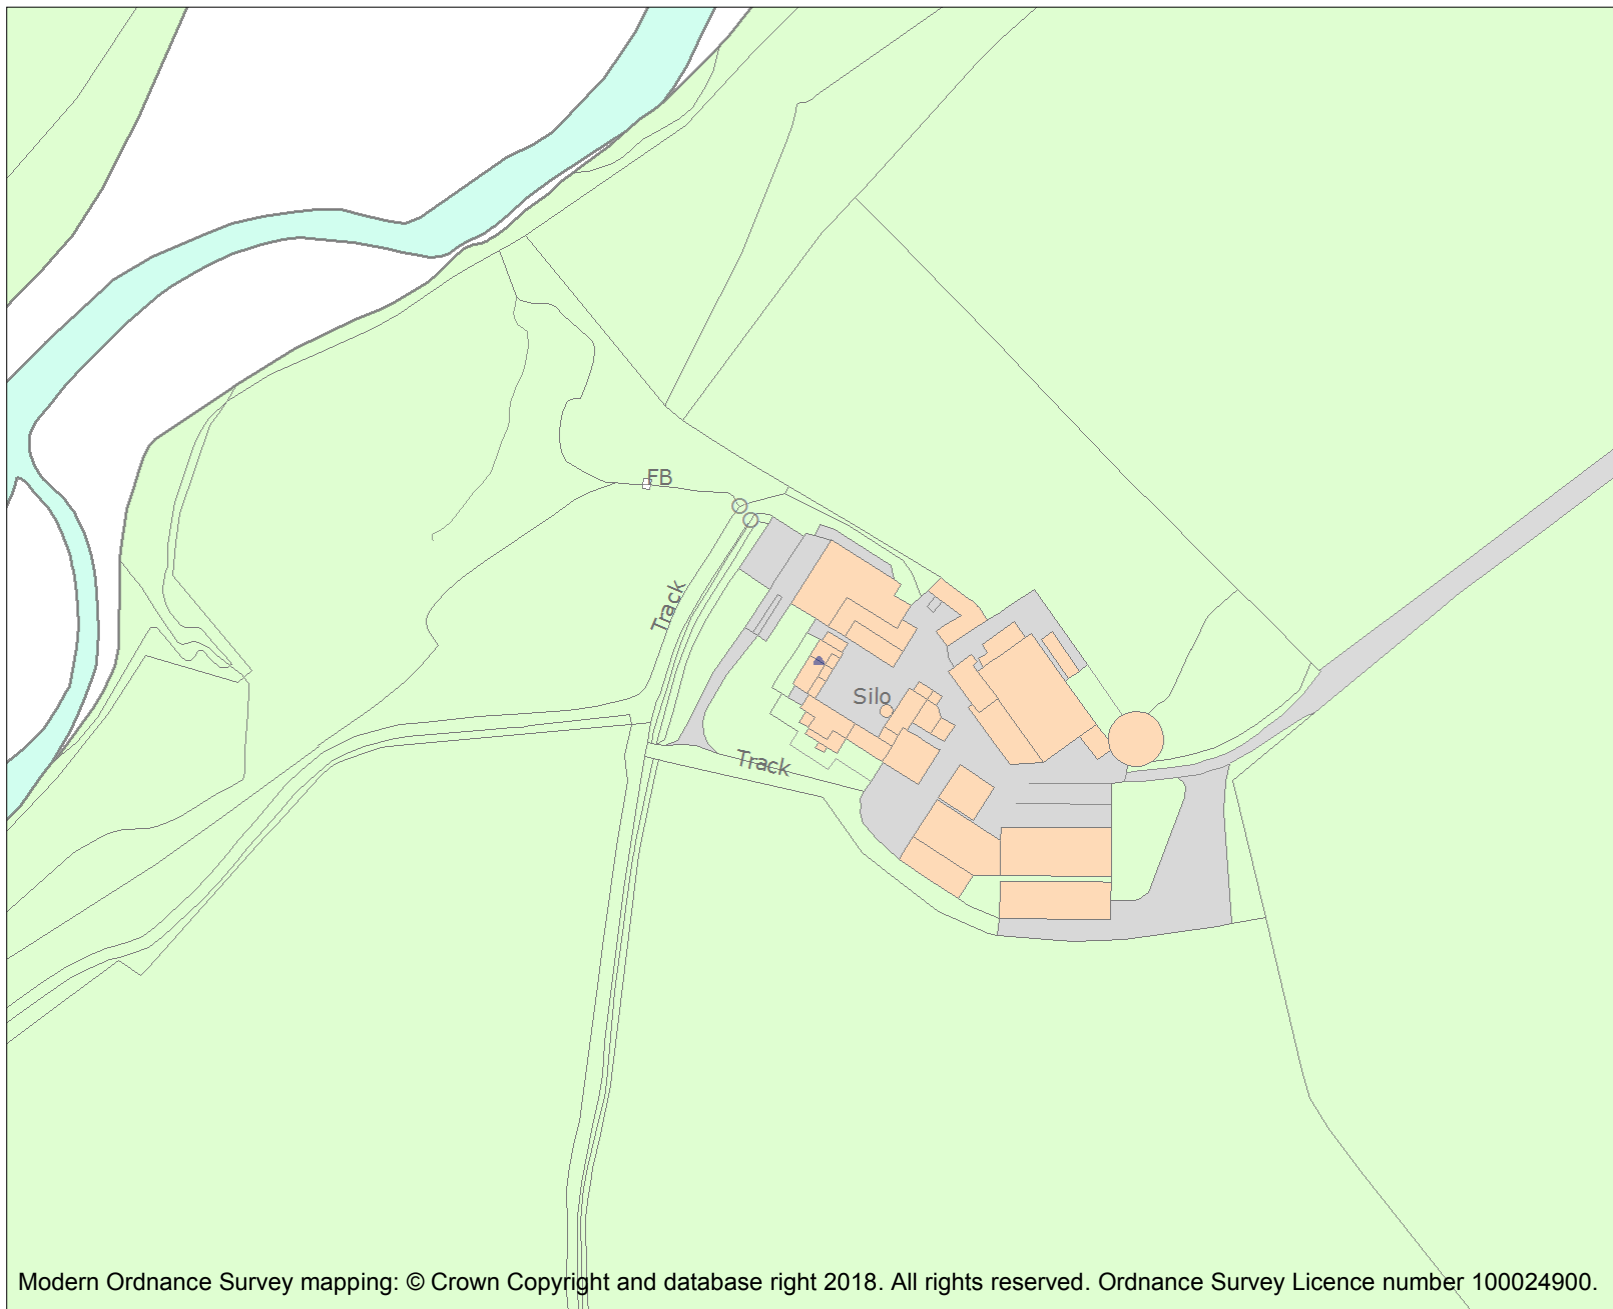 FB
Track
Silo
Track
Modern Ordnance Survey mapping: © Crown Copyright and database right 2018. All rights reserved. Ordnance Survey Licence number 100024900.